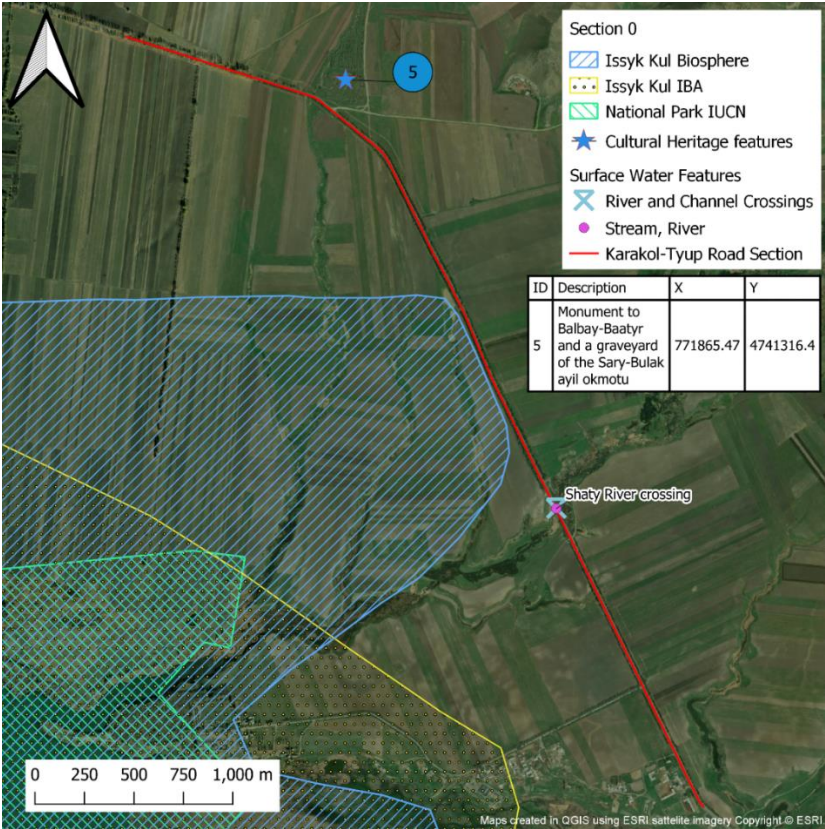 5
Section 0
Issyk Kul Biosphere
Issyk Kul IBA
National Park IUCN
Cultural Heritage features
Surface Water Features
River and Channel Crossings
Stream, River
Karakol-Tyup Road Section
ID Description X Y
5 Monument to Balbay-Baatyr and a graveyard of the Sary-Bulak ayil okmotu 771865.47 4741316.4
Shaty River crossing
0 250 500 750 1,000 m
Maps created in QGIS using ESRI sattelite imagery Copyright © ESRI